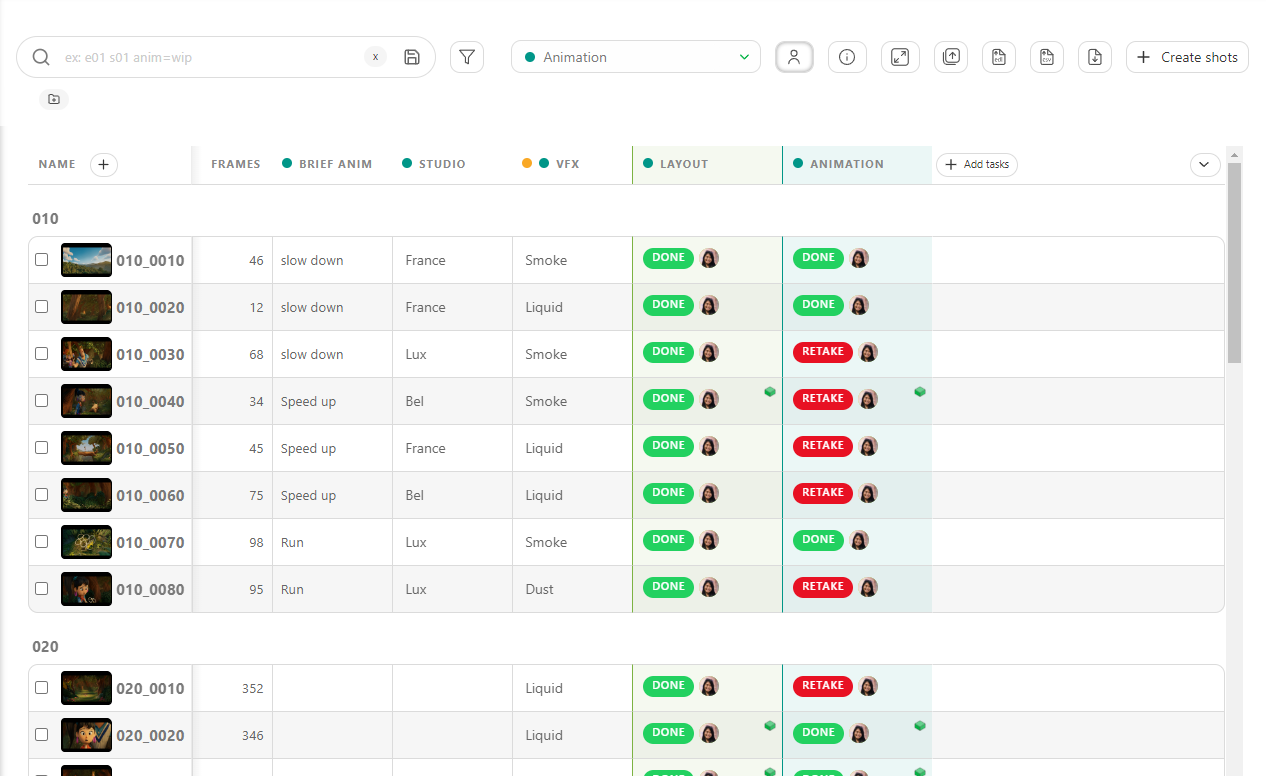 ex: e01 s01 anim=wip x Animation edl csv Create shots
NAME FRAMES BRIEF ANIM STUDIO VFX LAYOUT ANIMATION Add tasks
010
010_0010 46 slow down France Smoke DONE DONE
010_0020 12 slow down France Liquid DONE DONE
010_0030 68 slow down Lux Smoke DONE RETAKE
010_0040 34 Speed up Bel Smoke DONE RETAKE
010_0050 45 Speed up France Liquid DONE RETAKE
010_0060 75 Speed up Bel Liquid DONE RETAKE
010_0070 98 Run Lux Smoke DONE DONE
010_0080 95 Run Lux Dust DONE RETAKE
020
020_0010 352 Liquid DONE RETAKE
020_0020 346 Liquid DONE DONE